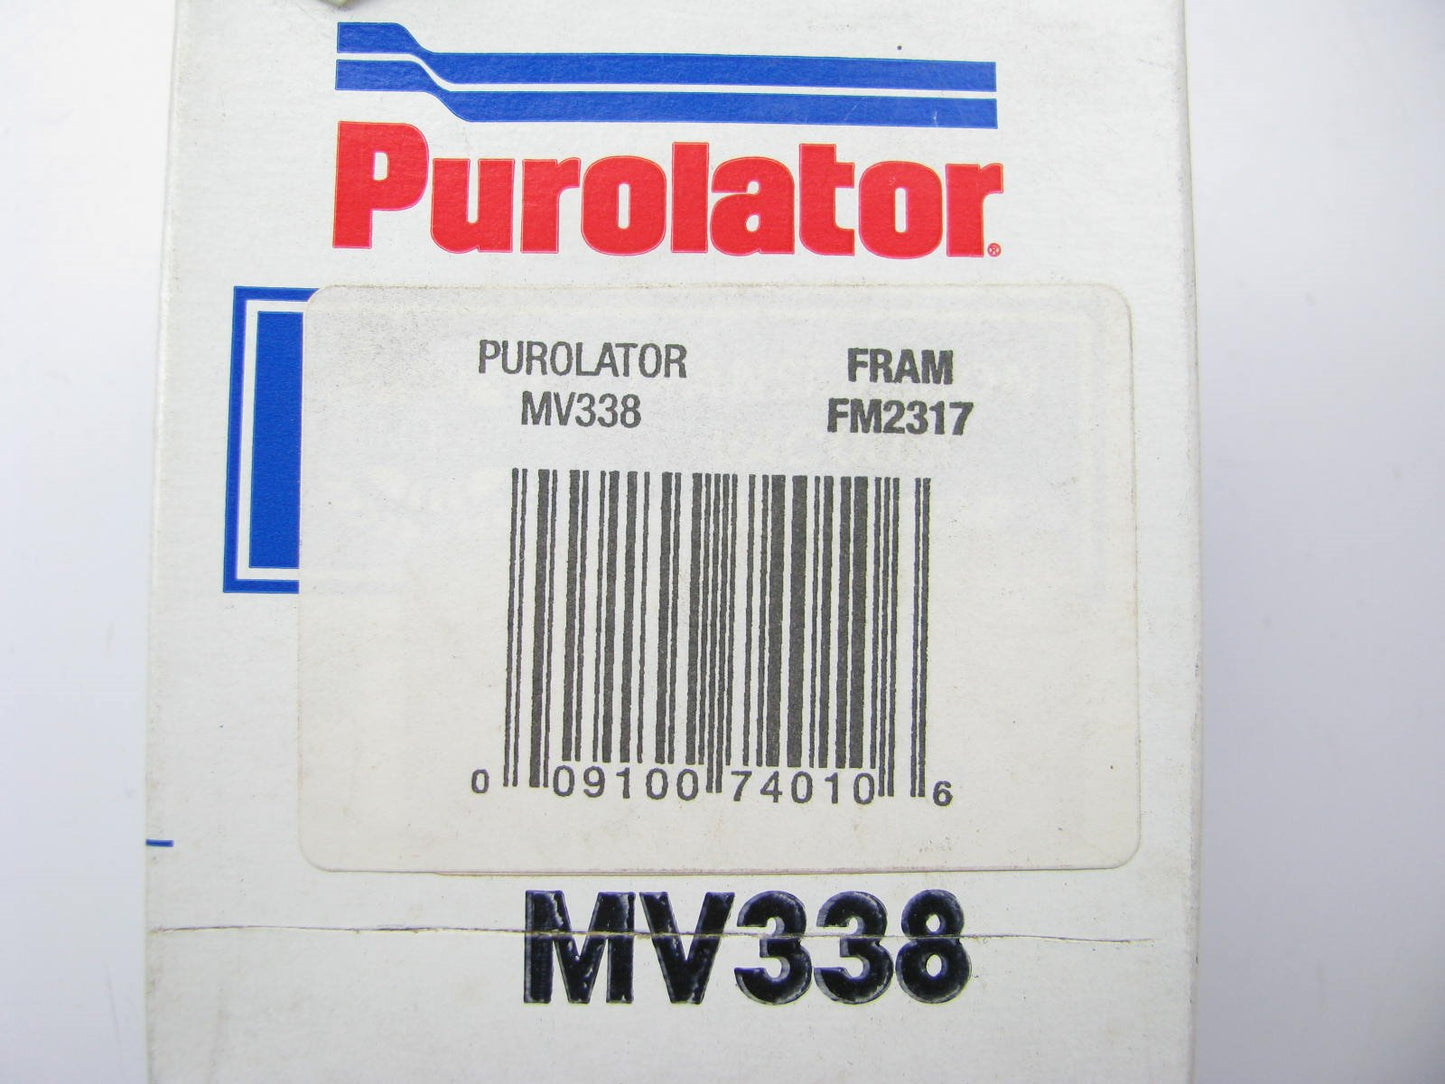 Purolator®
PUROLATOR FRAM
MV338 FM2317
0 09100 74010 6
MV338